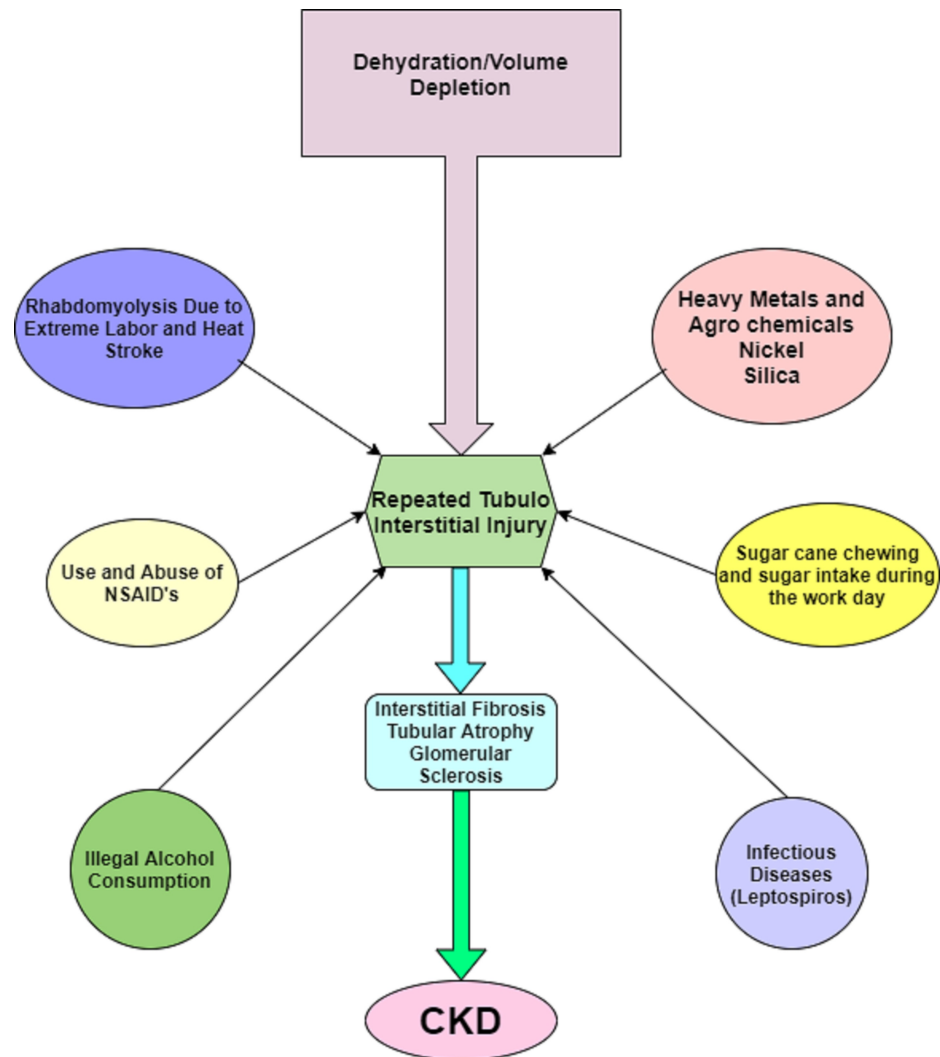 Dehydration/Volume
Depletion
Rhabdomyolysis Due to
Extreme Labor and Heat
Stroke
Heavy Metals and
Agro chemicals
Nickel
Silica
Repeated Tubulo
Interstitial Injury
Use and Abuse of
NSAID's
Sugar cane chewing
and sugar intake during
the work day
Interstitial Fibrosis
Tubular Atrophy
Glomerular
Sclerosis
Illegal Alcohol
Consumption
Infectious
Diseases
(Leptospiros)
CKD